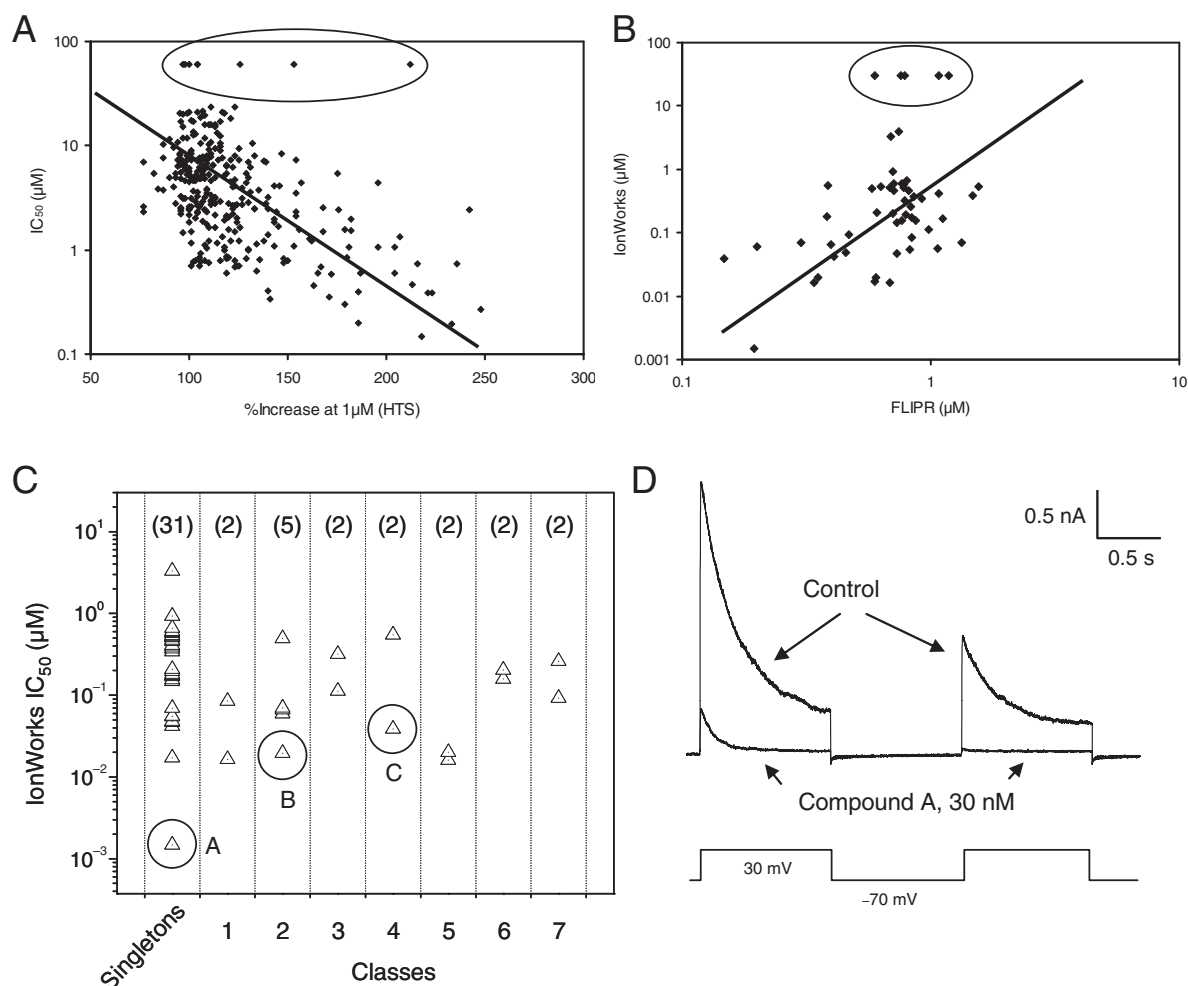 A
100
10
1
0.1
50
100
150
200
250
300
IC50 (µM)
%Increase at 1µM (HTS)
B
100
10
1
0.1
0.01
0.001
0.1
1
10
IonWorks (µM)
FLIPR (µM)
C
(31)
(2)
(5)
(2)
(2)
(2)
(2)
(2)
10^1
10^0
10^-1
10^-2
10^-3
IonWorks IC50 (µM)
A
B
C
Singletons
1
2
3
4
5
6
7
Classes
D
0.5 nA
0.5 s
Control
Compound A, 30 nM
30 mV
−70 mV